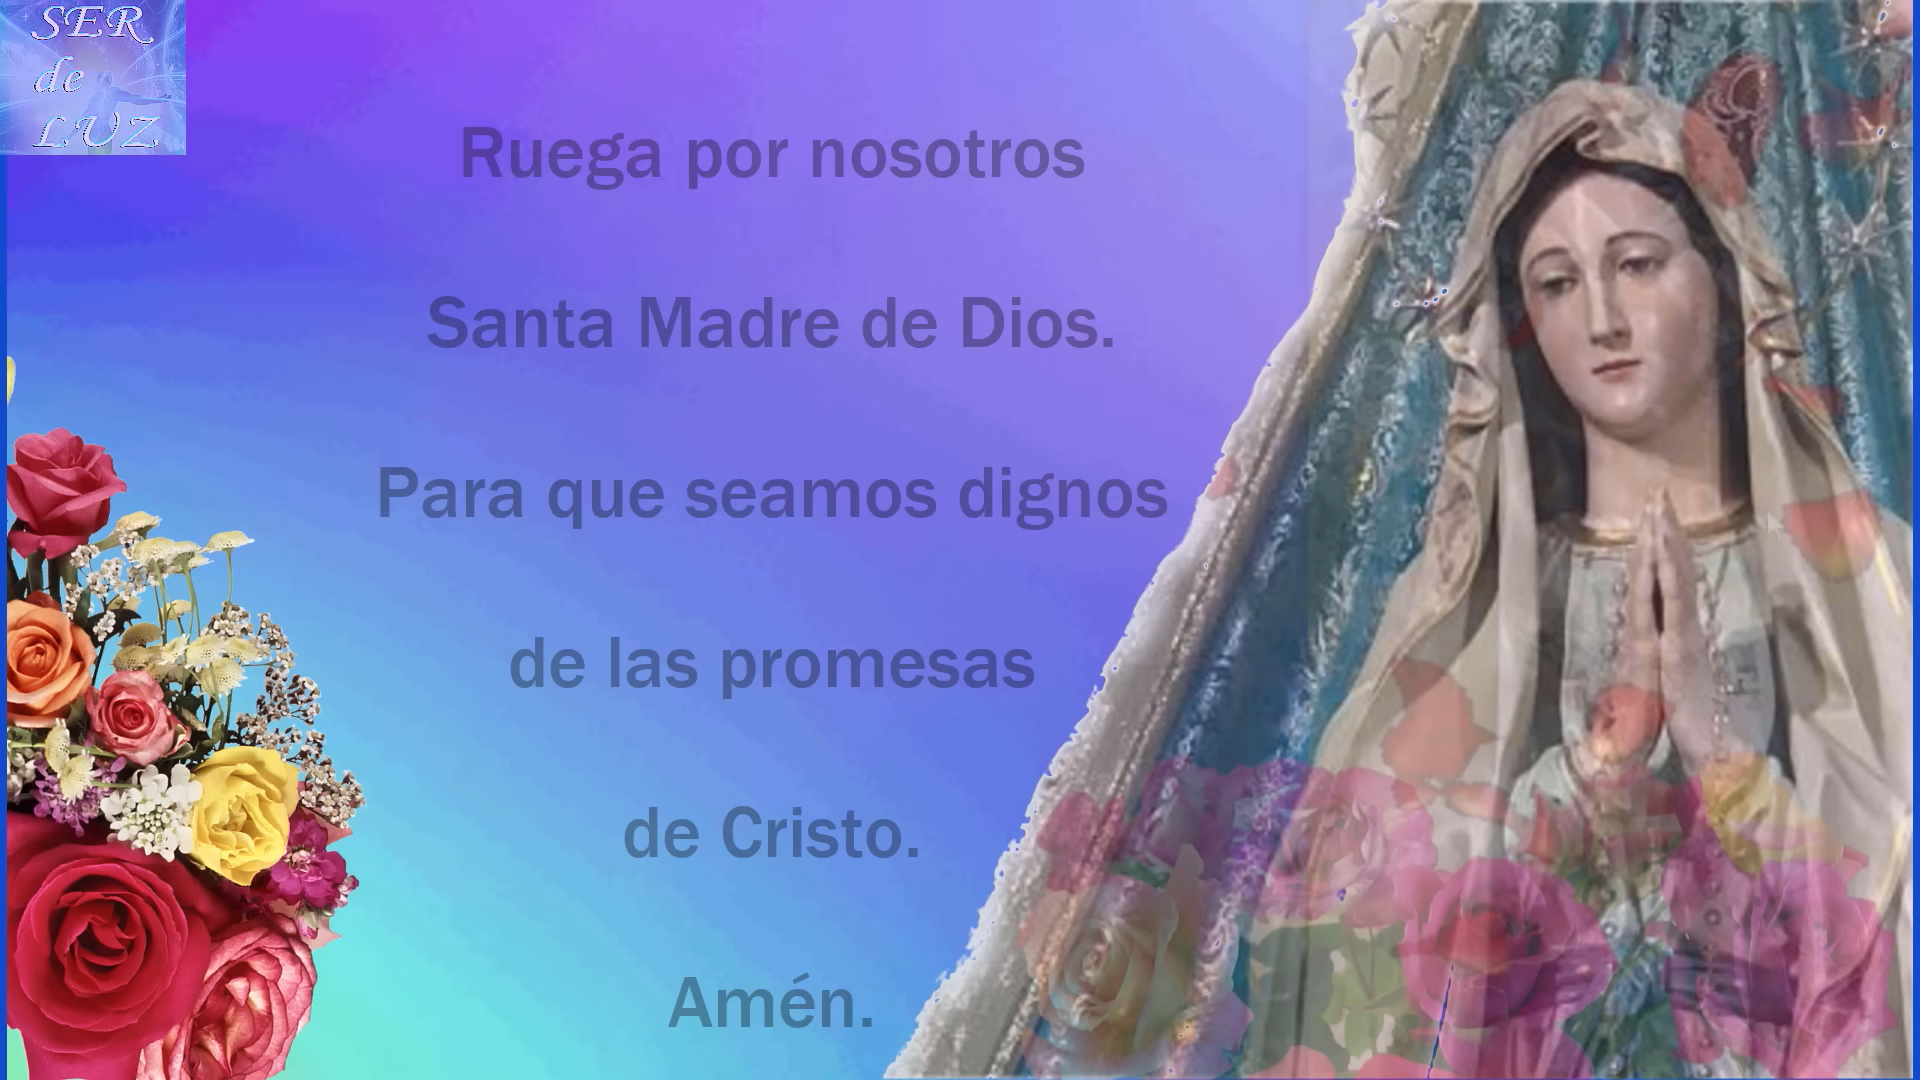 SER
de
LUZ
Ruega por nosotros
Santa Madre de Dios.
Para que seamos dignos
de las promesas
de Cristo.
Amén.